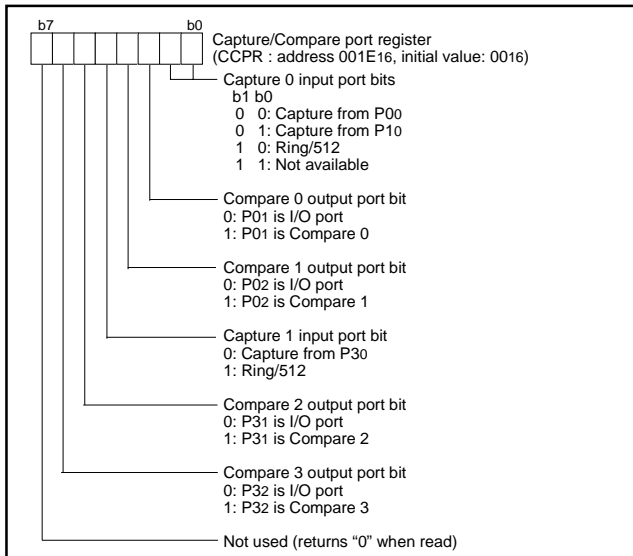 b7 b0
Capture/Compare port register
(CCPR : address 001E16, initial value: 0016)
Capture 0 input port bits
b1 b0
0 0: Capture from P00
0 1: Capture from P10
1 0: Ring/512
1 1: Not available
Compare 0 output port bit
0: P01 is I/O port
1: P01 is Compare 0
Compare 1 output port bit
0: P02 is I/O port
1: P02 is Compare 1
Capture 1 input port bit
0: Capture from P30
1: Ring/512
Compare 2 output port bit
0: P31 is I/O port
1: P31 is Compare 2
Compare 3 output port bit
0: P32 is I/O port
1: P32 is Compare 3
Not used (returns “0” when read)